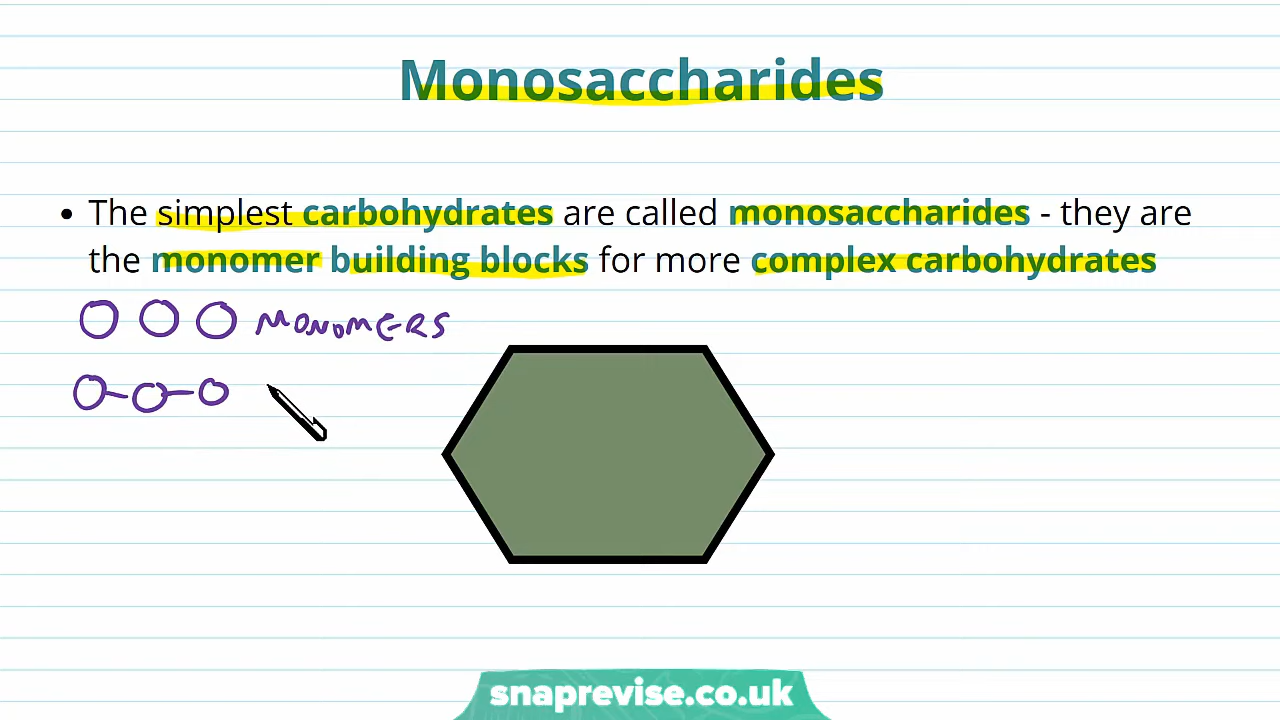 Monosaccharides
• The simplest carbohydrates are called monosaccharides - they are
the monomer building blocks for more complex carbohydrates
MONOMERS
snaprevise.co.uk